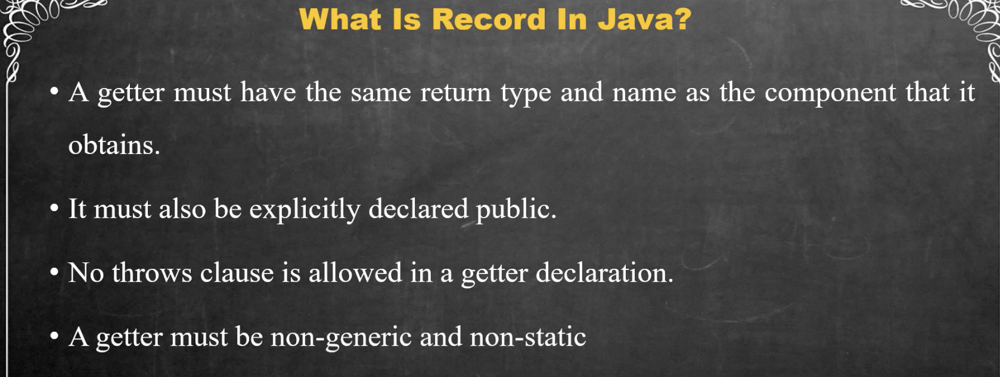 What Is Record In Java?
• A getter must have the same return type and name as the component that it
obtains.
• It must also be explicitly declared public.
• No throws clause is allowed in a getter declaration.
• A getter must be non-generic and non-static